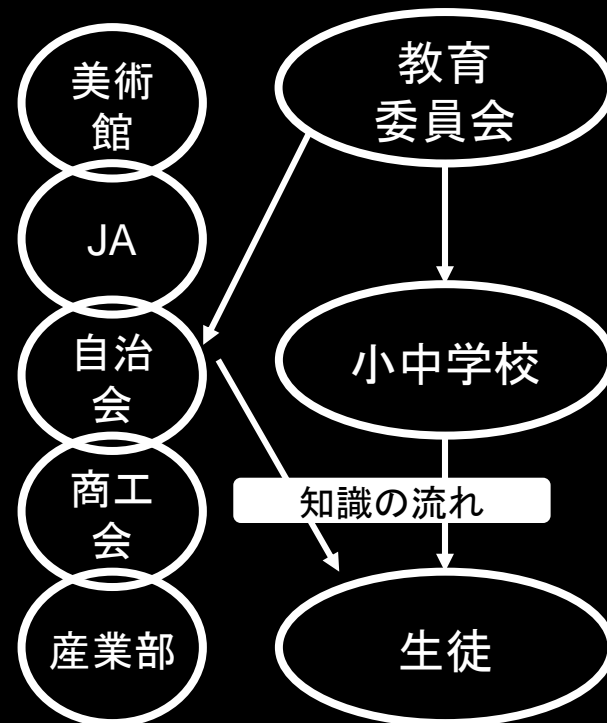 美術
館
JA
自治
会
商工
会
産業部
教育
委員会
小中学校
知識の流れ
生徒